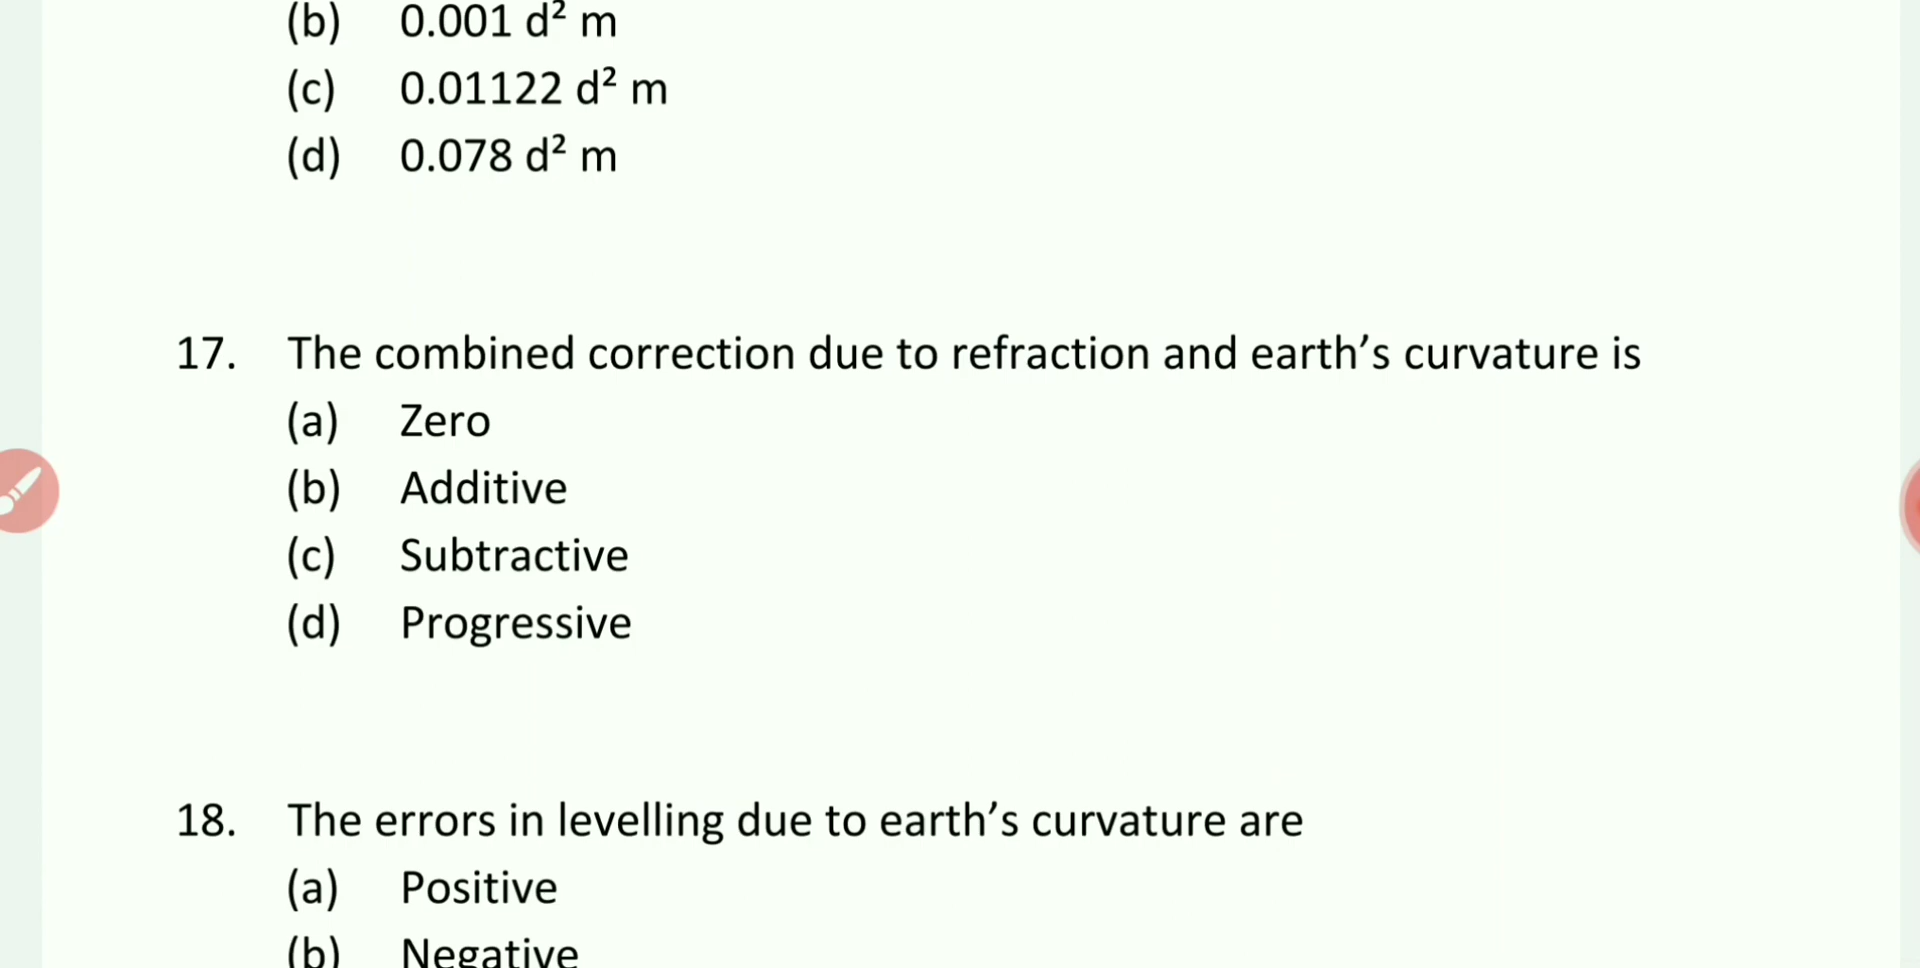 (b) 0.001 d² m
(c) 0.01122 d² m
(d) 0.078 d² m
17. The combined correction due to refraction and earth’s curvature is
(a) Zero
(b) Additive
(c) Subtractive
(d) Progressive
18. The errors in levelling due to earth’s curvature are
(a) Positive
(b) Negative